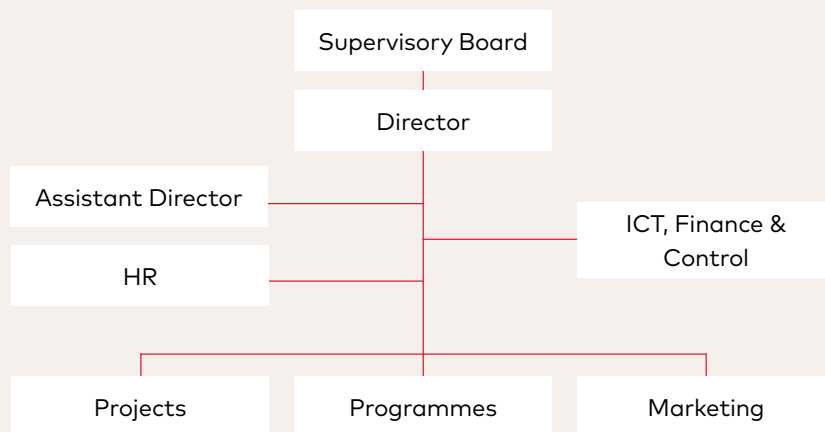 Supervisory Board
Director
Assistant Director
ICT, Finance &
Control
HR
Projects
Programmes
Marketing